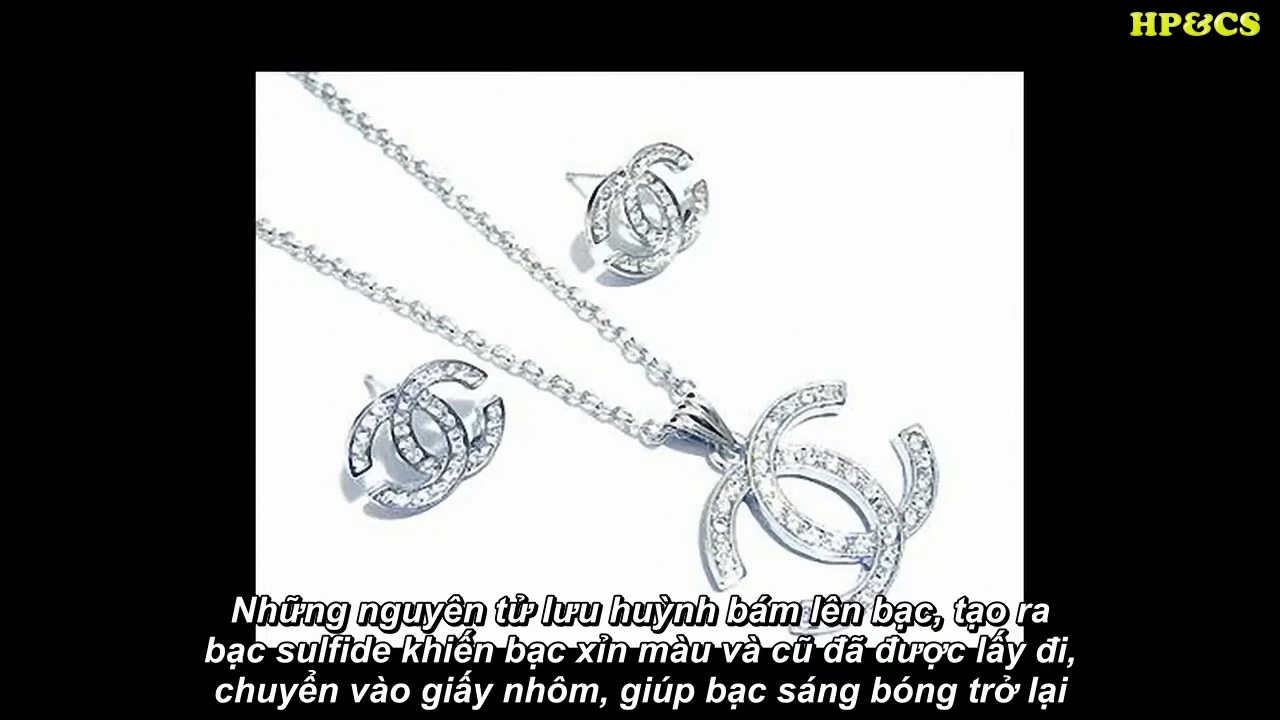 HP&CS
Những nguyên tử lưu huỳnh bám lên bạc, tạo ra
bạc sulfide khiến bạc xỉn màu và cũ đã được lấy đi,
chuyển vào giấy nhôm, giúp bạc sáng bóng trở lại